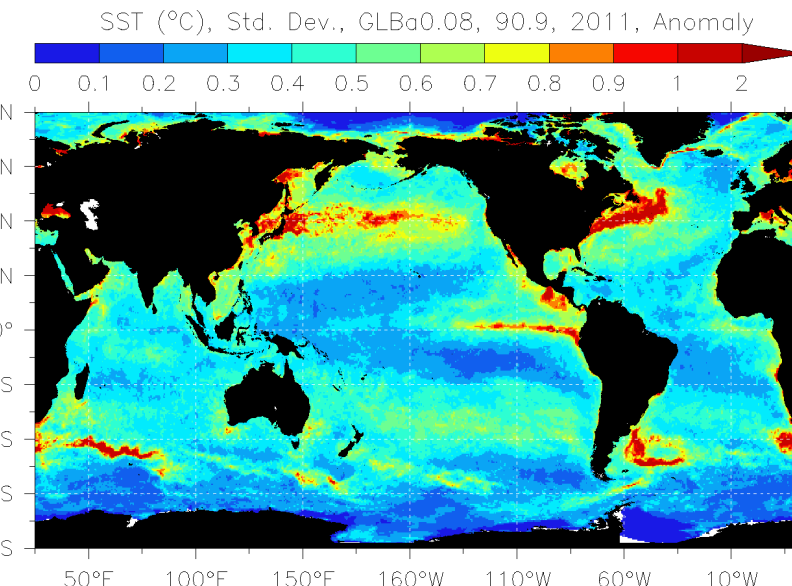 SST (°C), Std. Dev., GLBa0.08, 90.9, 2011, Anomaly
0 0.1 0.2 0.3 0.4 0.5 0.6 0.7 0.8 0.9 1 2
N
N
N
N
0°
S
S
S
S
50°E 100°E 150°E 160°W 110°W 60°W 10°W